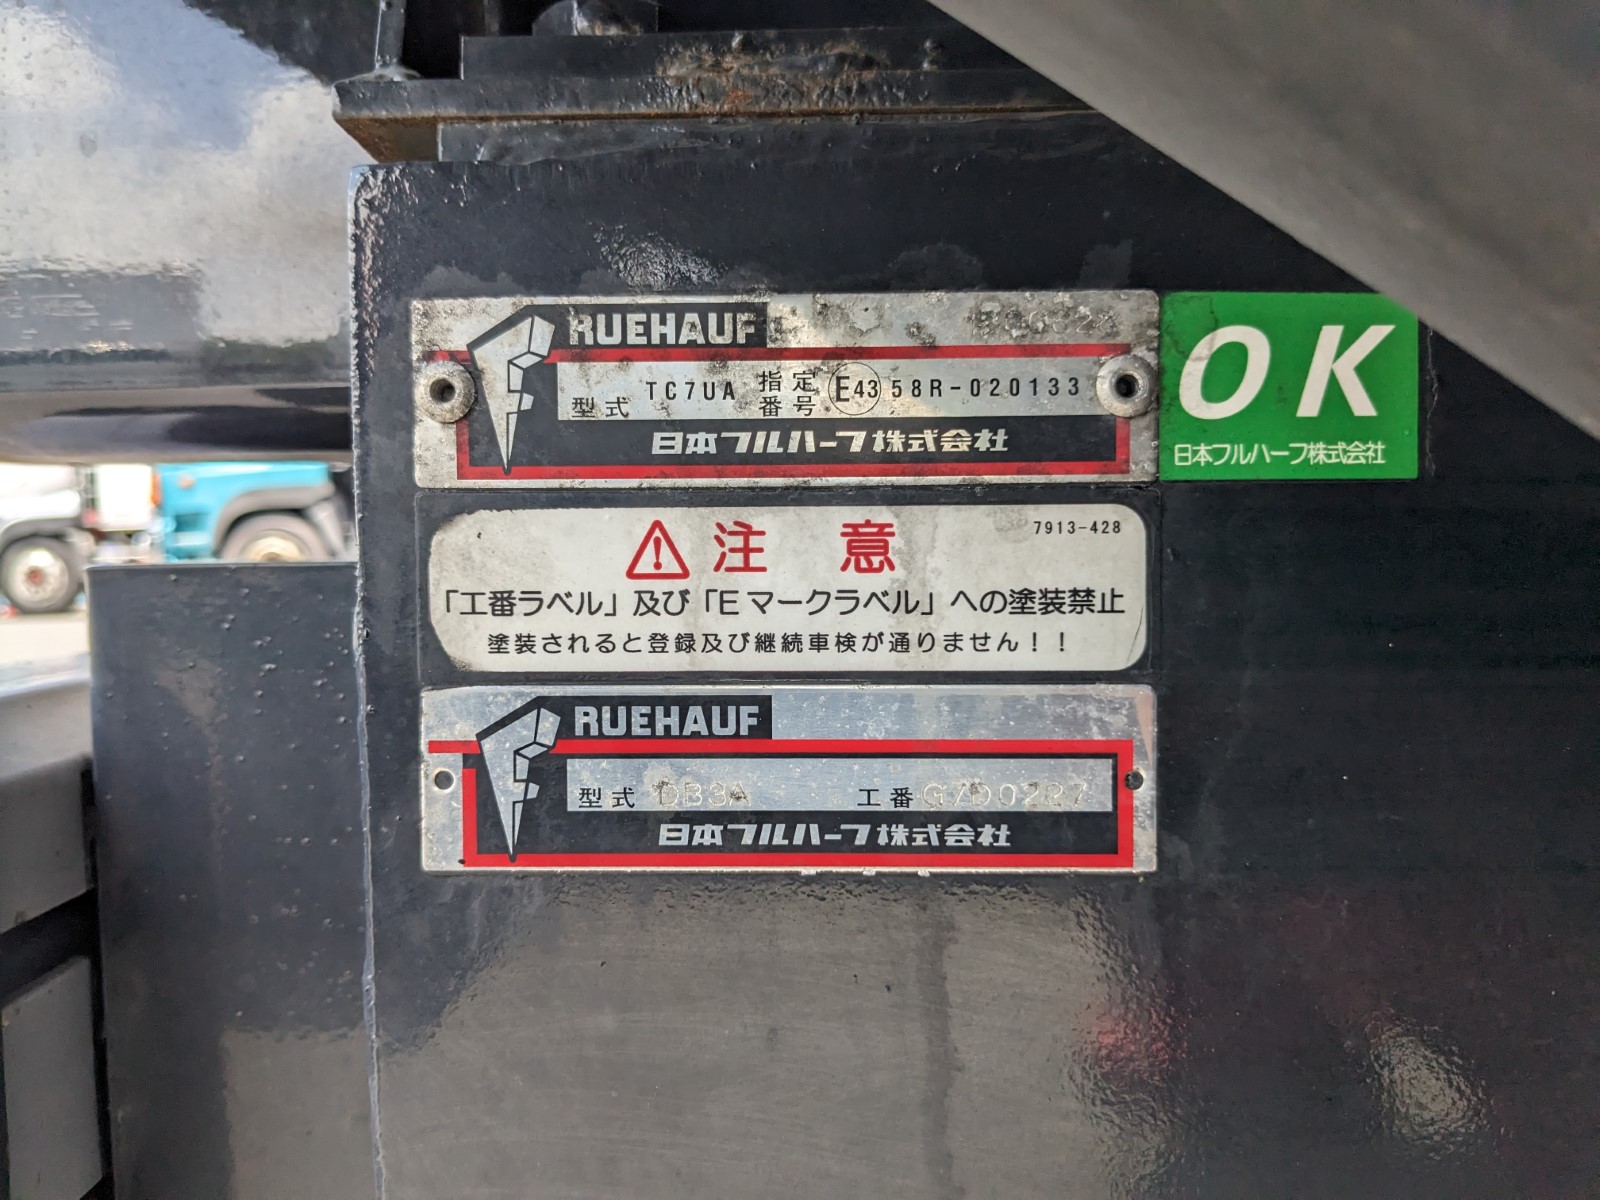 RUEHAUF
型式 TC7UA 指定番号 E43 58R-020133
日本フルハーフ株式会社
OK
日本フルハーフ株式会社
注意 7913-428
「工番ラベル」及び「Eマークラベル」への塗装禁止
塗装されると登録及び継続車検が通りません!!
RUEHAUF
型式 DB3A 工番
日本フルハーフ株式会社